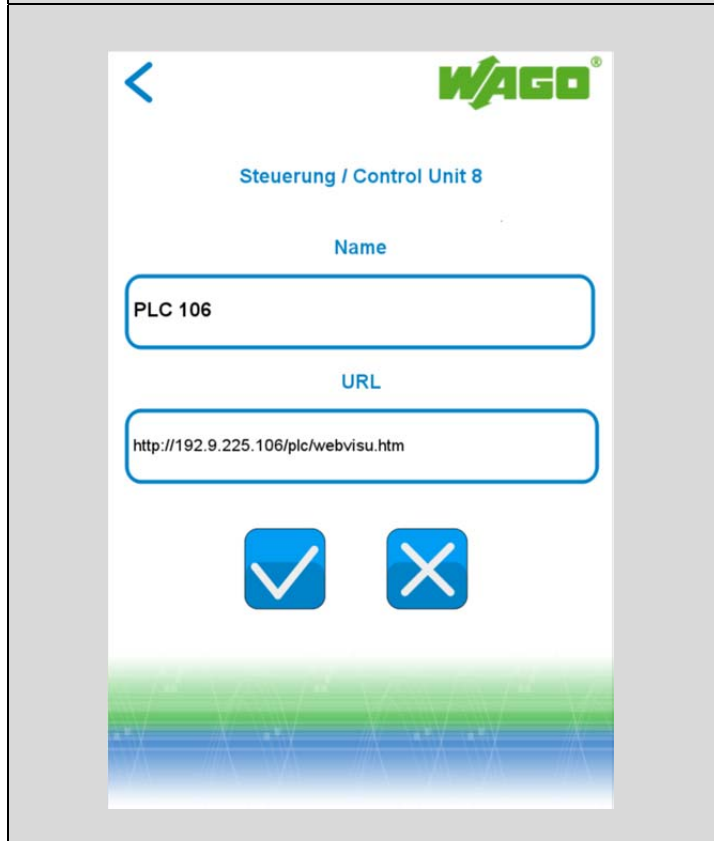 WAGO®
Steuerung / Control Unit 8
Name
PLC 106
URL
http://192.9.225.106/plc/webvisu.htm